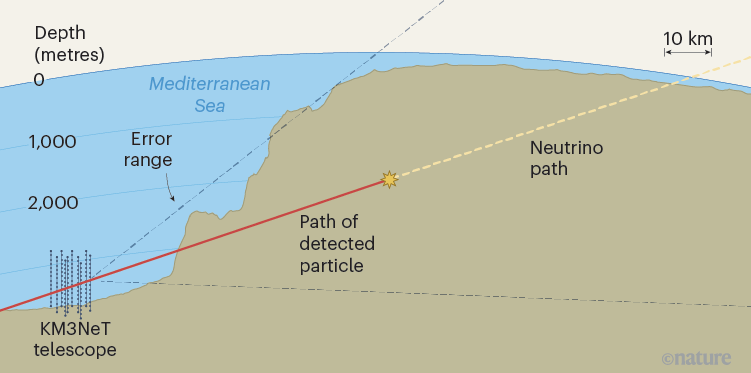 Depth
(metres)
0
10 km
Mediterranean
Sea
1,000
Error
range
Neutrino
path
2,000
Path of
detected
particle
KM3NeT
telescope
©nature